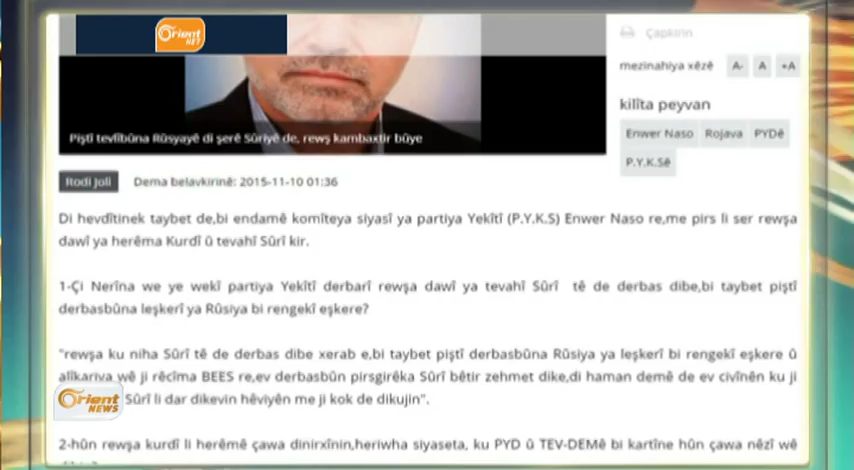 Orient
NET
Çapkirin
mezinahiya xêzê A- A +A
kilîta peyvan
Enwer Naso Rojava PYDê
P.Y.K.Sê
Piştî tevlîbûna Rûsyayê di şerê Sûriyê de, rewş kambaxtir bûye
Rodî Joli Dema belavkirinê: 2015-11-10 01:36
Di hevdîtinek taybet de,bi endamê komîteya siyasî ya partiya Yekîtî (P.Y.K.S) Enwer Naso re,me pirs li ser rewşa
dawî ya herêma Kurdî û tevahî Sûrî kir.
1-Çi Nerîna we ye wekî partiya Yekîtî derbarî rewşa dawî ya tevahî Sûrî tê de derbas dibe,bi taybet piştî
derbasbûna leşkerî ya Rûsiya bi rengekî eşkere?
"rewşa ku niha Sûrî tê de derbas dibe xerab e,bi taybet piştî derbasbûna Rûsiya ya leşkerî bi rengekî eşkere û
alîkariya wê ji rêcîma BEES re,ev derbasbûn pirsgirêka Sûrî bêtir zehmet dike,di haman demê de ev civînên ku ji
Sûrî li dar dikevin hêviyên me ji kok de dikujin".
Orient
NEWS
2-hûn rewşa kurdî li herêmê çawa dinirxînin,heriwha siyaseta, ku PYD û TEV-DEMê bi kartîne hûn çawa nêzî wê